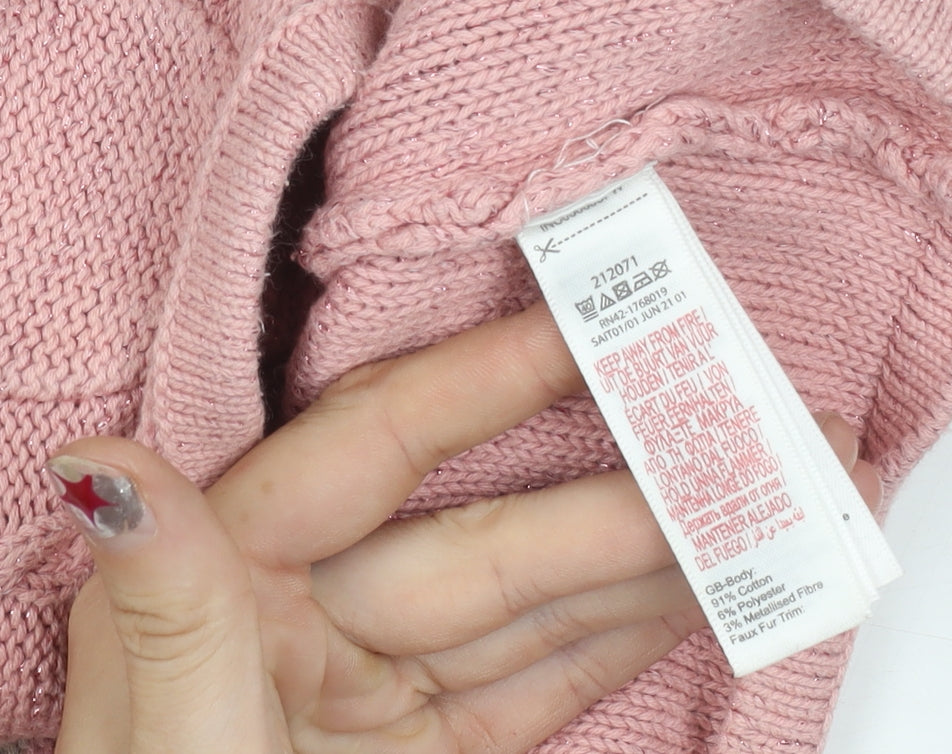 212071
RN42-1768019
SAIT01/01 JUN 21 01
KEEP AWAY FROM FIRE /
UIT DE BUURT VAN VUUR
HOUDEN / TENIR À L'
ÉCART DU FEU / VON
FEUER FERNHALTEN /
ΦΥΛΑΞΤΕ ΜΑΚΡΥΑ
ΑΠΟ ΤΗ ΦΩΤΙΑ / TENERE
LONTANO DAL FUOCO /
HOLD UNNA FLAMMER /
MANTENHA LONGE DO FOGO /
Держать вдали от огня /
MANTENER ALEJADO
DEL FUEGO /
GB-Body:
91% Cotton
6% Polyester
3% Metallised Fibre
Faux Fur Trim:
e